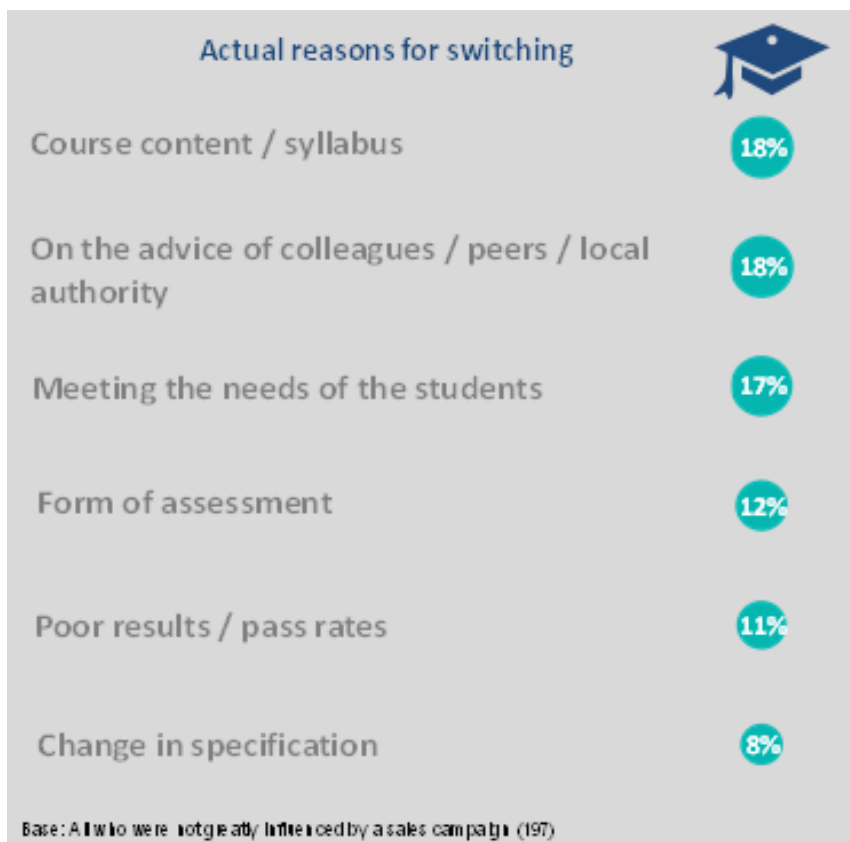 Actual reasons for switching
Course content / syllabus
18%
On the advice of colleagues / peers / local
authority
18%
Meeting the needs of the students
17%
Form of assessment
12%
Poor results / pass rates
11%
Change in specification
8%
Base: All who were not greatly influenced by a sales campaign (197)